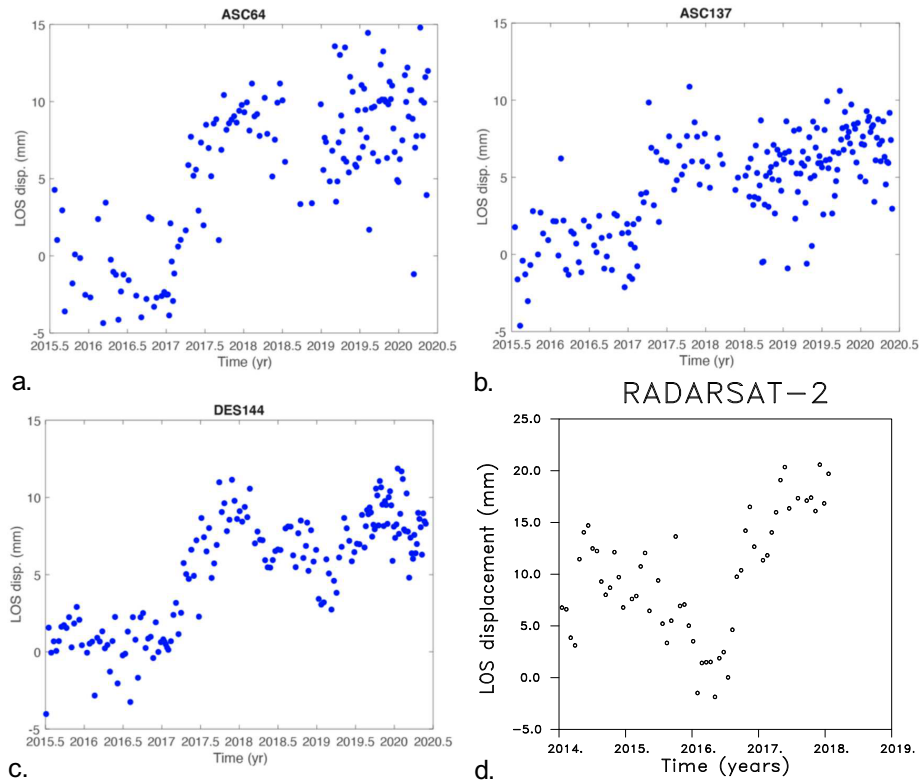 ASC64
15
10
5
0
-5
LOS disp. (mm)
2015.5 2016 2016.5 2017 2017.5 2018 2018.5 2019 2019.5 2020 2020.5
Time (yr)
a.
ASC137
15
10
5
0
-5
LOS disp. (mm)
2015.5 2016 2016.5 2017 2017.5 2018 2018.5 2019 2019.5 2020 2020.5
Time (yr)
b.
DES144
15
10
5
0
-5
LOS disp. (mm)
2015.5 2016 2016.5 2017 2017.5 2018 2018.5 2019 2019.5 2020 2020.5
Time (yr)
c.
RADARSAT-2
25.0
20.0
15.0
10.0
5.0
0.0
-5.0
LOS displacement (mm)
2014. 2015. 2016. 2017. 2018. 2019.
Time (years)
d.